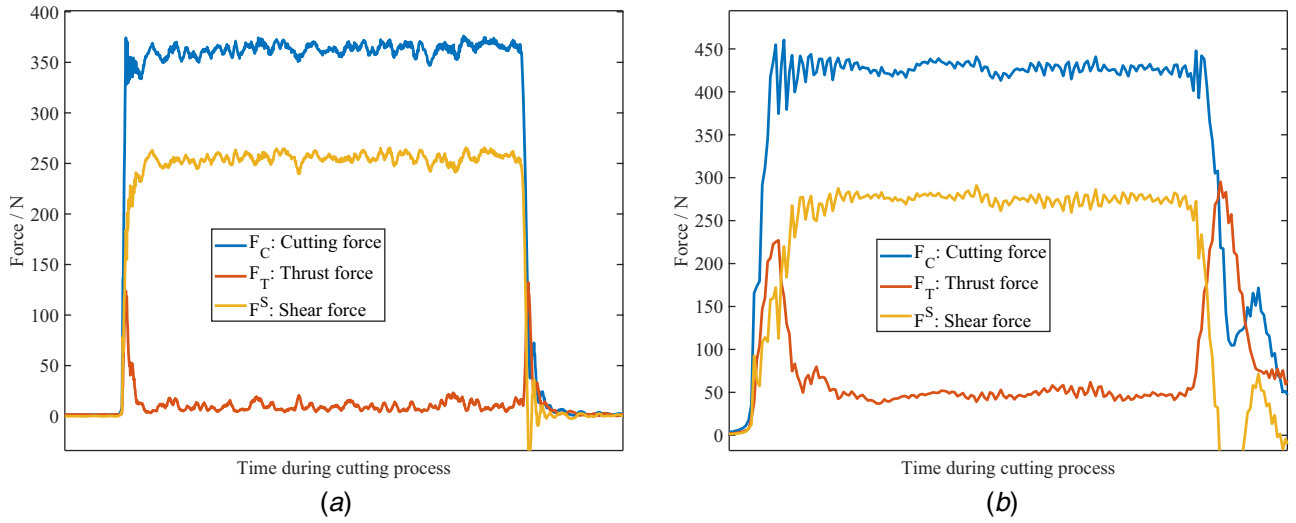 400
350
300
250
200
150
100
50
0
Force / N
F_C: Cutting force
F_T: Thrust force
F^S: Shear force
Time during cutting process
(a)
450
400
350
300
250
200
150
100
50
0
Force / N
F_C: Cutting force
F_T: Thrust force
F^S: Shear force
Time during cutting process
(b)